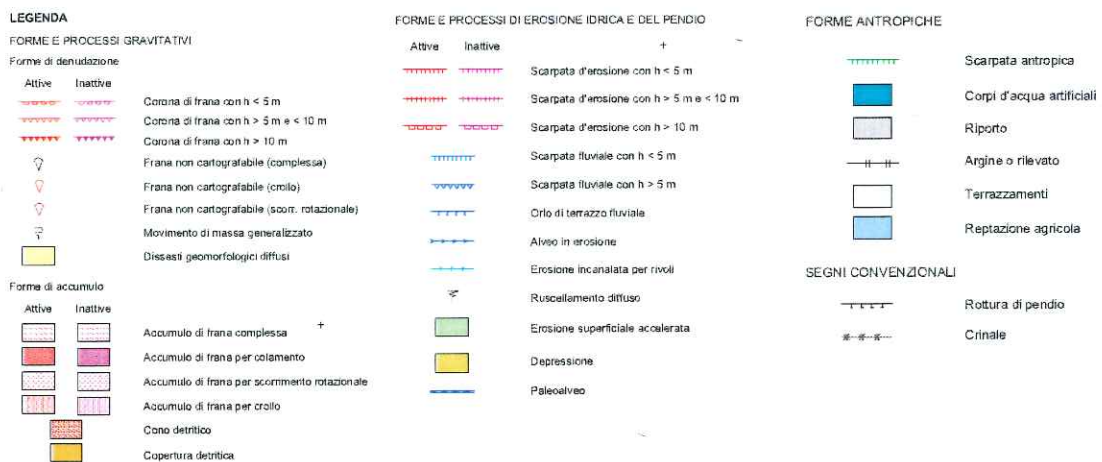 LEGENDA
FORME E PROCESSI GRAVITATIVI
Forme di denudazione
Attive Inattive
Corona di frana con h < 5 m
Corona di frana con h > 5 m e < 10 m
Corona di frana con h > 10 m
Frana non cartografabile (complessa)
Frana non cartografabile (crollo)
Frana non cartografabile (scorr. rotazionale)
Movimento di massa generalizzato
Dissesti geomorfologici diffusi
Forme di accumulo
Attive Inattive
Accumulo di frana complessa
Accumulo di frana per colamento
Accumulo di frana per scorrimento rotazionale
Accumulo di frana per crollo
Cono detritico
Copertura detritica
FORME E PROCESSI DI EROSIONE IDRICA E DEL PENDIO
Attive Inattive
Scarpata d'erosione con h < 5 m
Scarpata d'erosione con h > 5 m e < 10 m
Scarpata d'erosione con h > 10 m
Scarpata fluviale con h < 5 m
Scarpata fluviale con h > 5 m
Orlo di terrazzo fluviale
Alveo in erosione
Erosione incanalata per rivoli
Ruscellamento diffuso
Erosione superficiale accelerata
Depressione
Paleoalveo
FORME ANTROPICHE
Scarpata antropica
Corpi d'acqua artificiali
Riporto
Argine o rilevato
Terrazzamenti
Reptazione agricola
SEGNI CONVENZIONALI
Rottura di pendio
Crinale